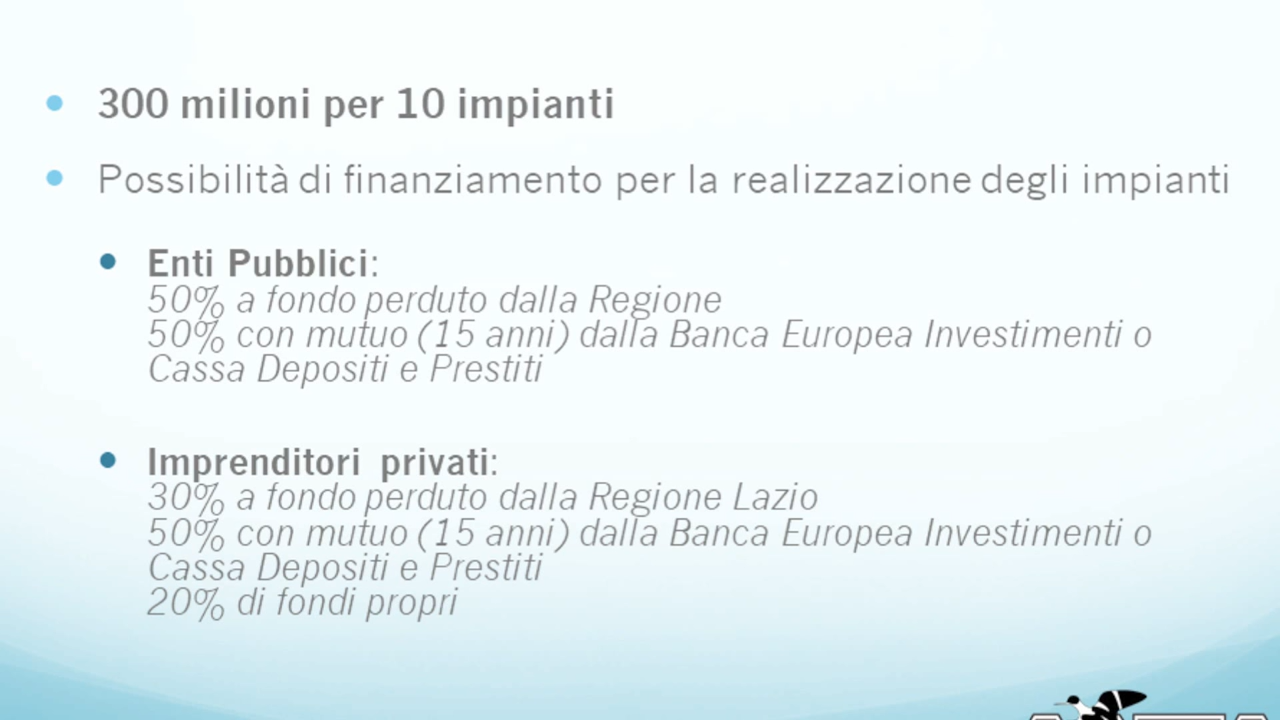 300 milioni per 10 impianti
Possibilità di finanziamento per la realizzazione degli impianti
Enti Pubblici:
50% a fondo perduto dalla Regione
50% con mutuo (15 anni) dalla Banca Europea Investimenti o
Cassa Depositi e Prestiti
Imprenditori privati:
30% a fondo perduto dalla Regione Lazio
50% con mutuo (15 anni) dalla Banca Europea Investimenti o
Cassa Depositi e Prestiti
20% di fondi propri